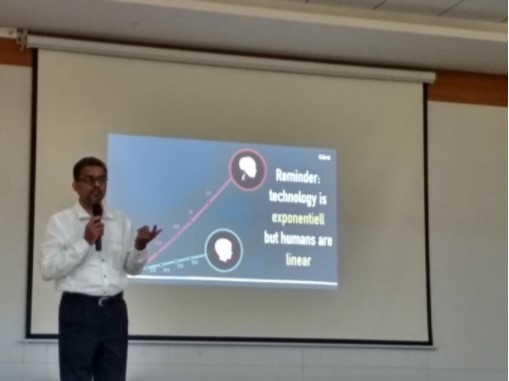 Reminder:
technology is
exponentiell
but humans are
linear